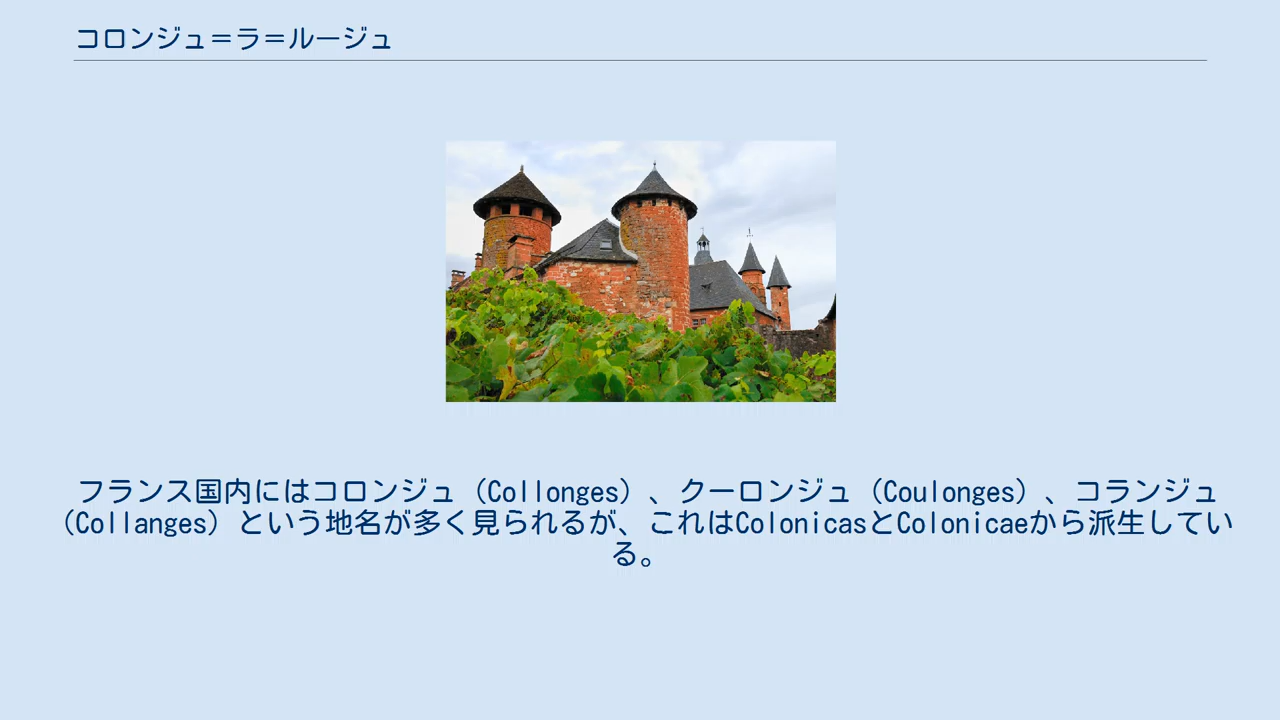 コロンジュ＝ラ＝ルージュ
フランス国内にはコロンジュ（Collonges）、クーロンジュ（Coulonges）、コランジュ
（Collanges）という地名が多く見られるが、これはColonicasとColonicaeから派生してい
る。